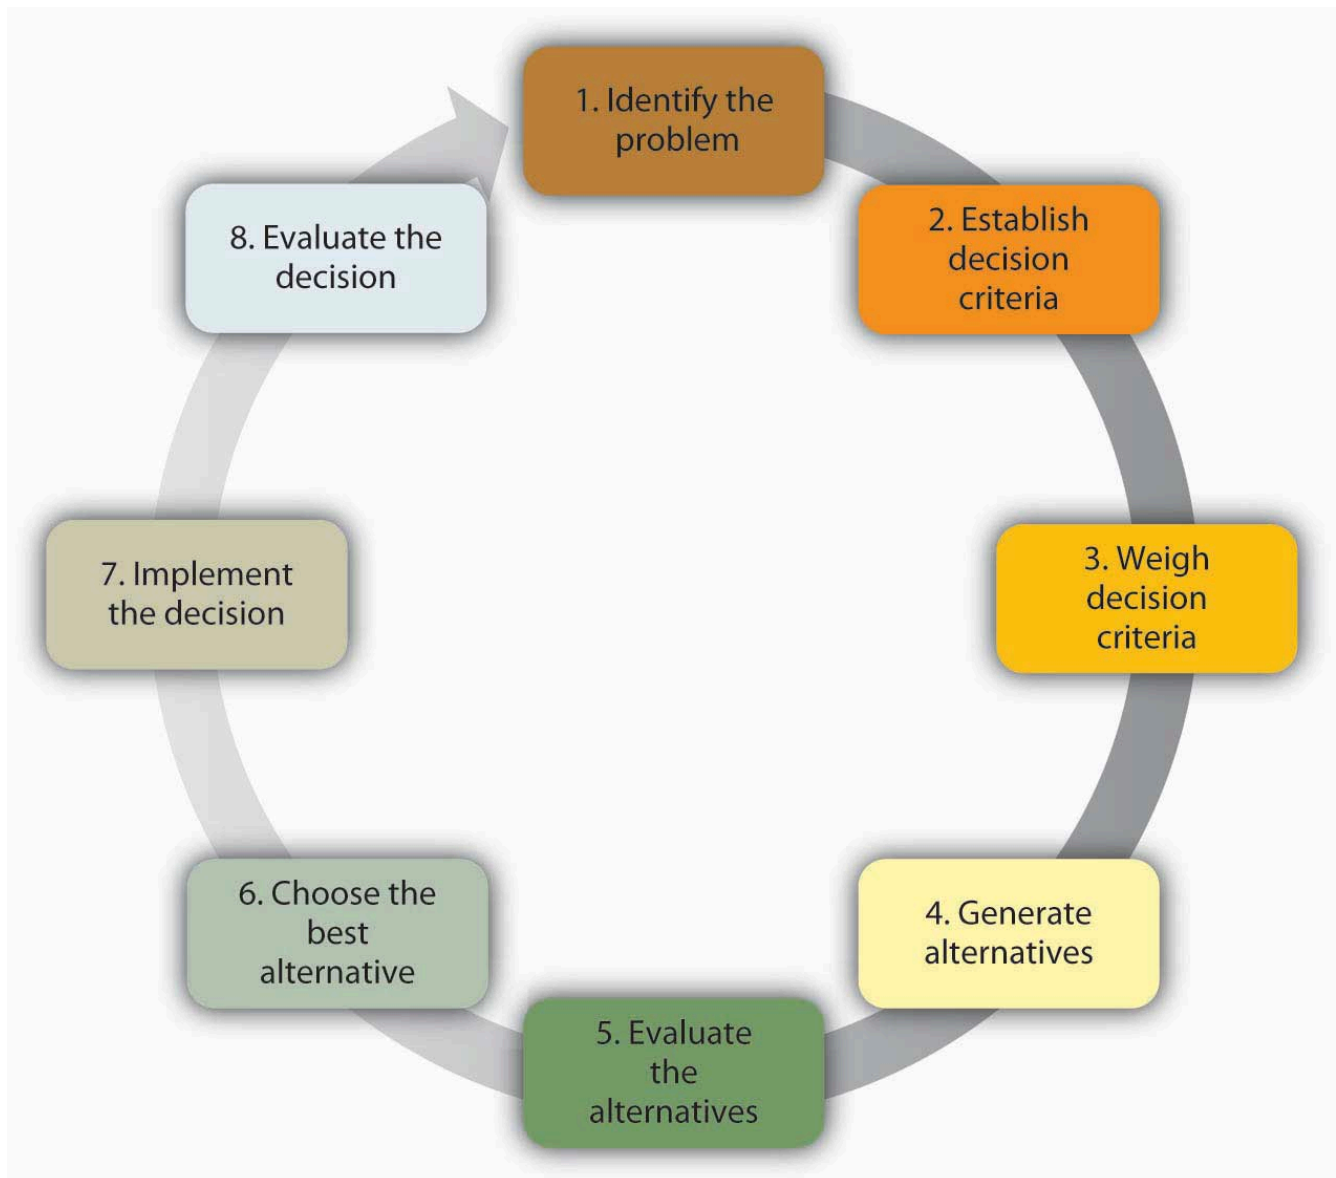 1. Identify the
problem
2. Establish
decision
criteria
3. Weigh
decision
criteria
4. Generate
alternatives
5. Evaluate
the
alternatives
6. Choose the
best
alternative
7. Implement
the decision
8. Evaluate the
decision